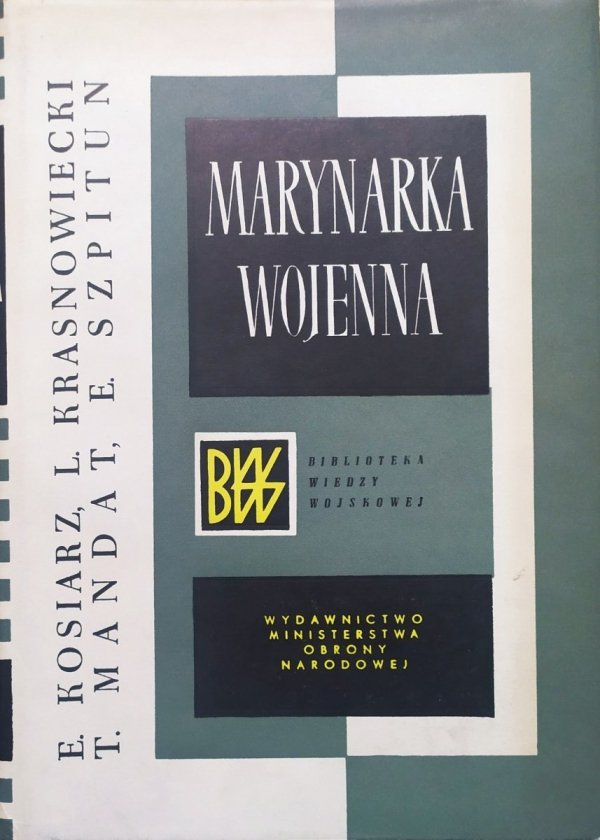 E. KOSIARZ, L. KRASNOWIECKI
T. MANDAT, E. SZPITUN
MARYNARKA
WOJENNA
BWW
BIBLIOTEKA
WIEDZY
WOJSKOWEJ
WYDAWNICTWO
MINISTERSTWA
OBRONY
NARODOWEJ